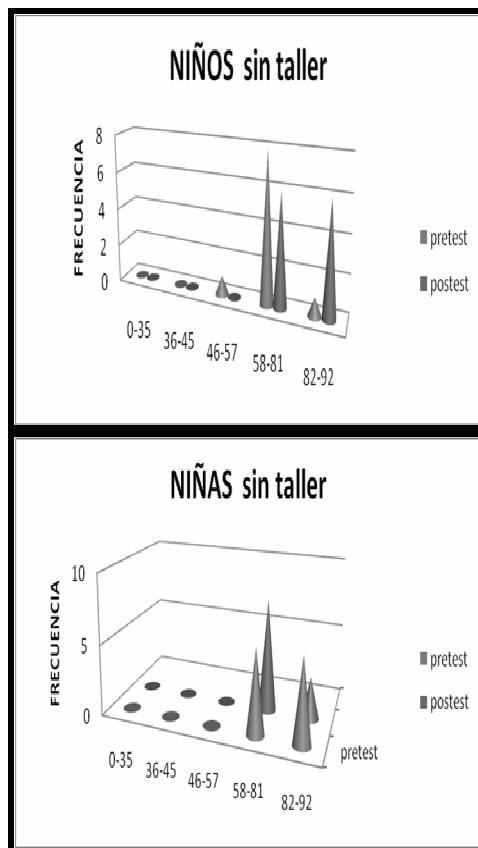 NIÑOS sin taller
FRECUENCIA
8
6
4
2
0
0-35
36-45
46-57
58-81
82-92
pretest
postest
NIÑAS sin taller
FRECUENCIA
10
5
0
0-35
36-45
46-57
58-81
82-92
pretest
pretest
postest